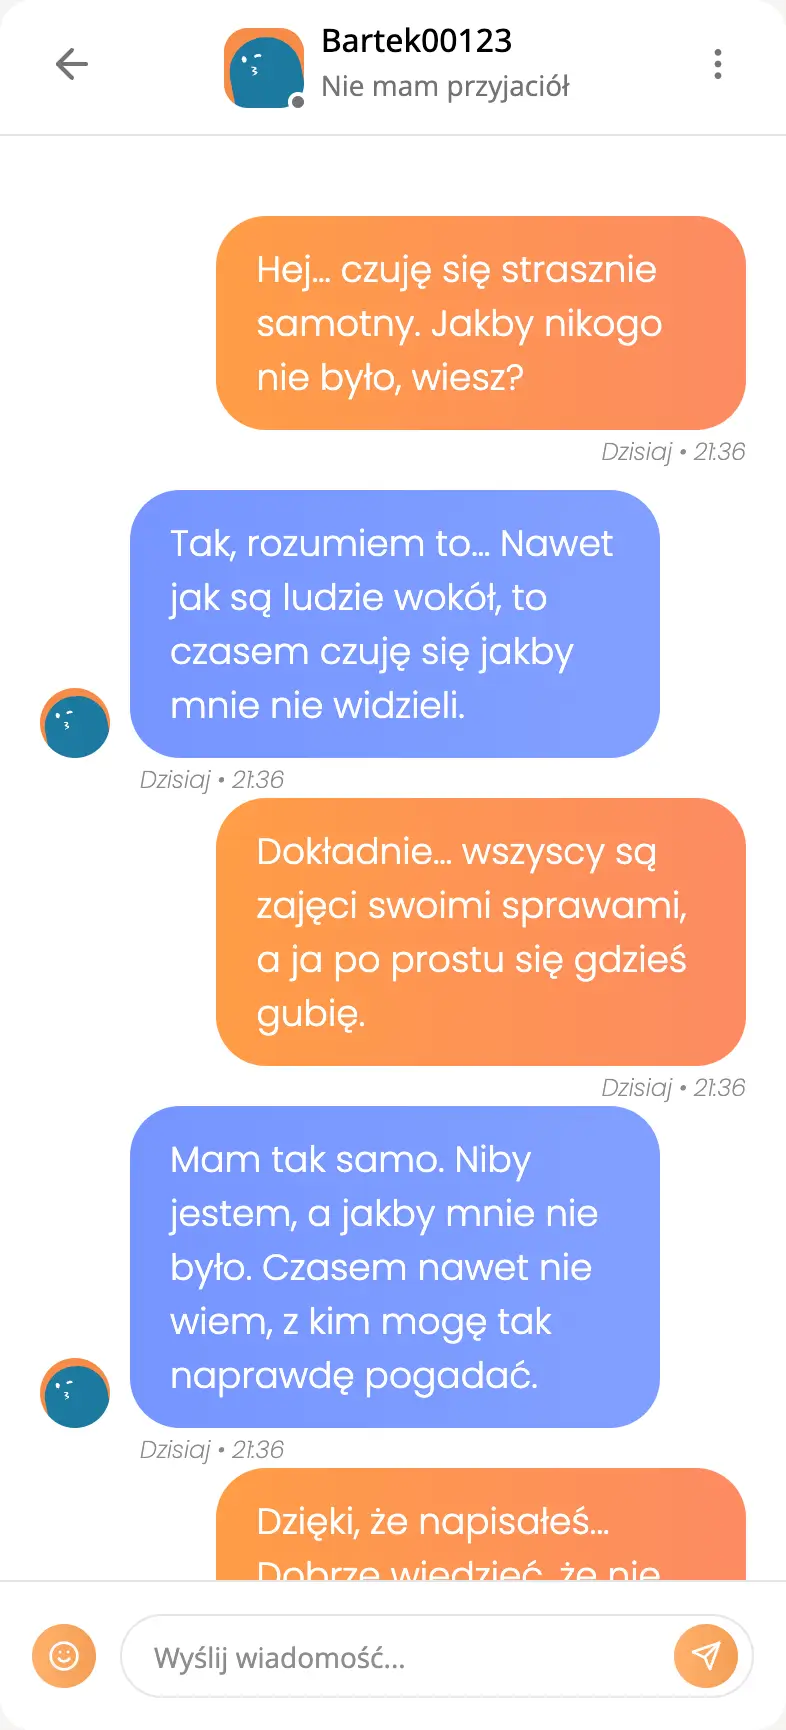 Bartek00123
Nie mam przyjaciół
Hej... czuję się strasznie
samotny. Jakby nikogo
nie było, wiesz?
Dzisiaj • 21:36
Tak, rozumiem to... Nawet
jak są ludzie wokół, to
czasem czuję się jakby
mnie nie widzieli.
Dzisiaj • 21:36
Dokładnie... wszyscy są
zajęci swoimi sprawami,
a ja po prostu się gdzieś
gubię.
Dzisiaj • 21:36
Mam tak samo. Niby
jestem, a jakby mnie nie
było. Czasem nawet nie
wiem, z kim mogę tak
naprawdę pogadać.
Dzisiaj • 21:36
Dzięki, że napisałeś...
Dobrze wiedzieć, że nie
Wyślij wiadomość...